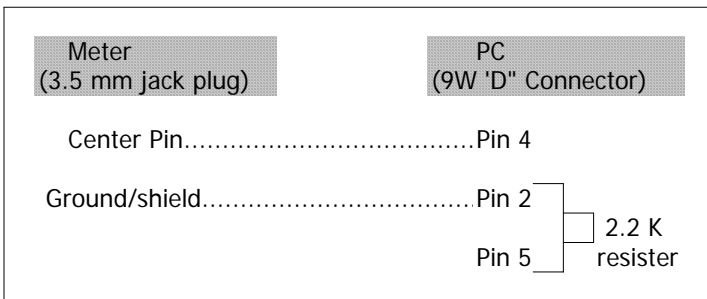 Meter PC
(3.5 mm jack plug) (9W 'D" Connector)
Center Pin......................................Pin 4
Ground/shield...................................Pin 2
2.2 K
Pin 5 resister